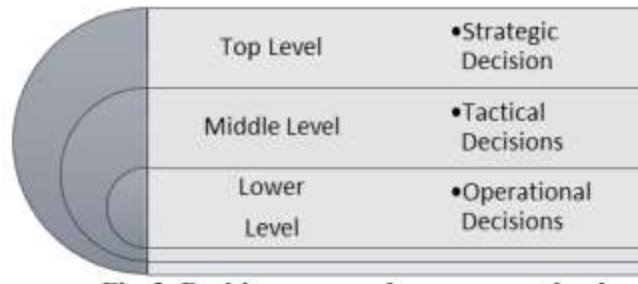 Top Level
•Strategic
Decision
Middle Level
•Tactical
Decisions
Lower
Level
•Operational
Decisions